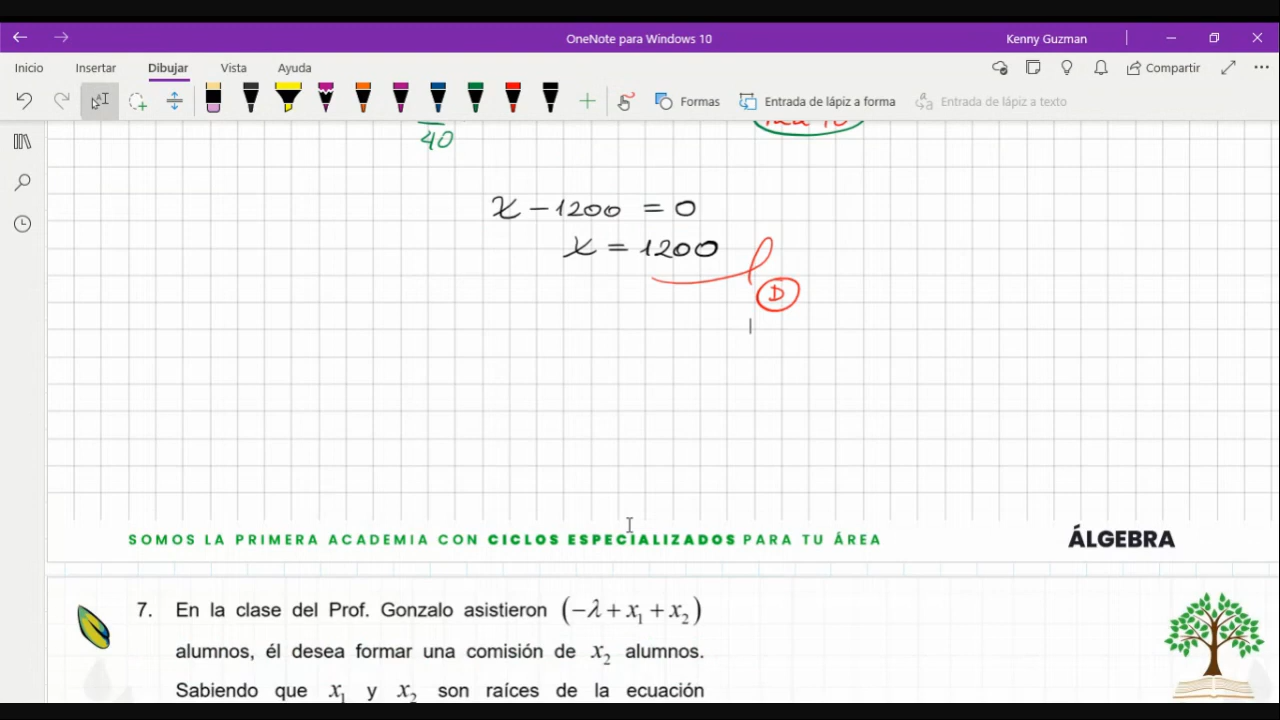 OneNote para Windows 10
Kenny Guzman
Inicio Insertar Dibujar Vista Ayuda
Compartir
Formas
Entrada de lápiz a forma
Entrada de lápiz a texto
40
x - 1200 = 0
x = 1200
D
SOMOS LA PRIMERA ACADEMIA CON CICLOS ESPECIALIZADOS PARA TU ÁREA
ÁLGEBRA
7. En la clase del Prof. Gonzalo asistieron (−λ + x₁ + x₂)
alumnos, él desea formar una comisión de x₂ alumnos.
Sabiendo que x₁ y x₂ son raíces de la ecuación